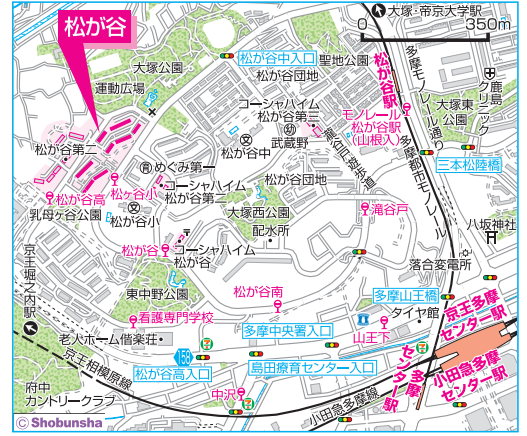 大塚・帝京大学駅
0 350m
松が谷
松が谷中入口
聖地公園
大塚公園
松が谷団地
運動広場
松が谷駅
多摩モノレール通り
鹿島クリニック
コーシャハイム
松が谷第三
モノレール
松が谷駅
(山根入)
大塚東公園
武蔵野
幼
松が谷第二
文
松が谷中
三本松陸橋
めぐみ第一
松ヶ谷小
コーシャハイム
松が谷第二
松が谷団地
多摩都市モノレール
松が谷高
乳母ヶ谷公園
文
松が谷小
大塚西公園
滝谷戸
配水所
八坂神社
松が谷
コーシャハイム
松が谷
京王堀之内駅
落合変電所
東中野公園
松が谷南
多摩山王橋
京王多摩センター駅
看護専門学校
多摩中央署入口
タイヤ館
老人ホーム偕楽荘
山王下
多摩センター駅
158
京王相模原線
松が谷高入口
島田療育センター入口
小田急多摩センター駅
府中
カントリークラブ
中沢
小田急多摩線
© Shobunsha